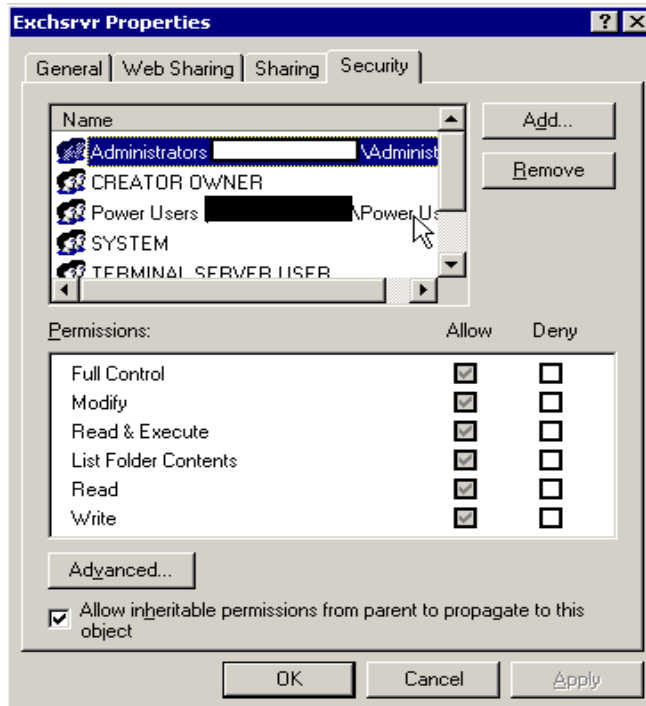 Exchsrvr Properties
General Web Sharing Sharing Security
Name
Administrators \Administ
CREATOR OWNER
Power Users \Power Us
SYSTEM
TERMINAL SERVER USER
Add...
Remove
Permissions: Allow Deny
Full Control
Modify
Read & Execute
List Folder Contents
Read
Write
Advanced...
Allow inheritable permissions from parent to propagate to this
object
OK Cancel Apply